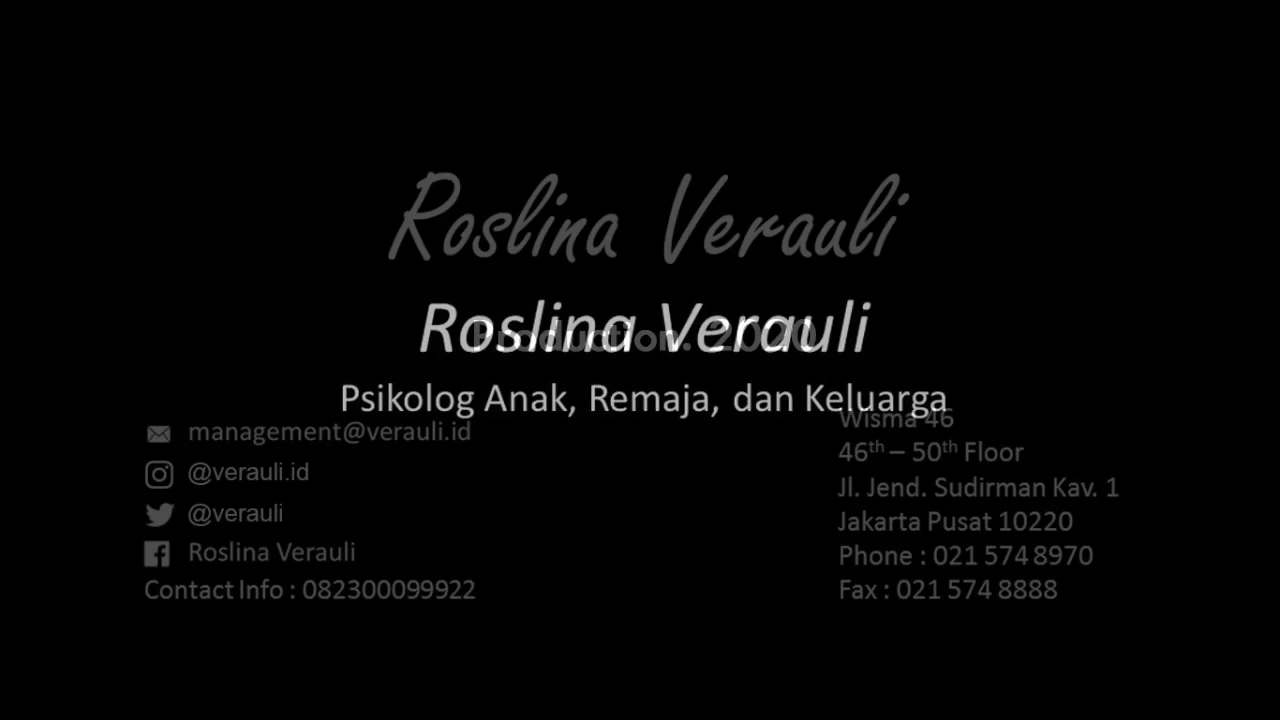 Roslina Verauli
Roslina Verauli
Production. 2020
Psikolog Anak, Remaja, dan Keluarga
management@verauli.id
@verauli.id
@verauli
Roslina Verauli
Contact Info : 082300099922
Wisma 46
46th – 50th Floor
Jl. Jend. Sudirman Kav. 1
Jakarta Pusat 10220
Phone : 021 574 8970
Fax : 021 574 8888